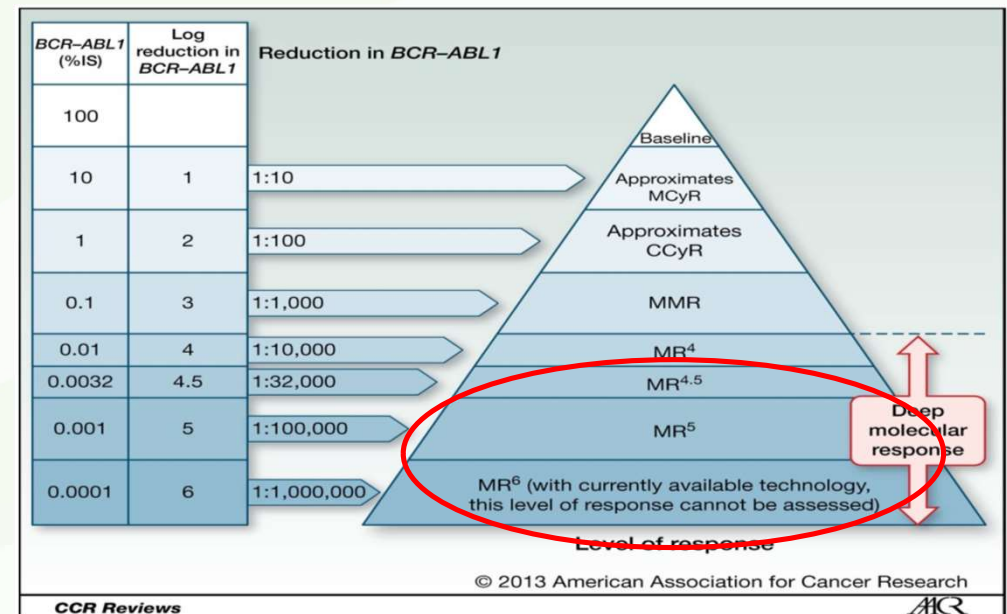 BCR–ABL1 (%IS)
Log reduction in BCR–ABL1
Reduction in BCR–ABL1
100
Baseline
10 1 1:10
Approximates
MCyR
1 2 1:100
Approximates
CCyR
0.1 3 1:1,000 MMR
0.01 4 1:10,000 MR⁴
0.0032 4.5 1:32,000 MR⁴·⁵
0.001 5 1:100,000 MR⁵
Deep
molecular
response
0.0001 6 1:1,000,000
MR⁶ (with currently available technology,
this level of response cannot be assessed)
Level of response
© 2013 American Association for Cancer Research
CCR Reviews
AACR